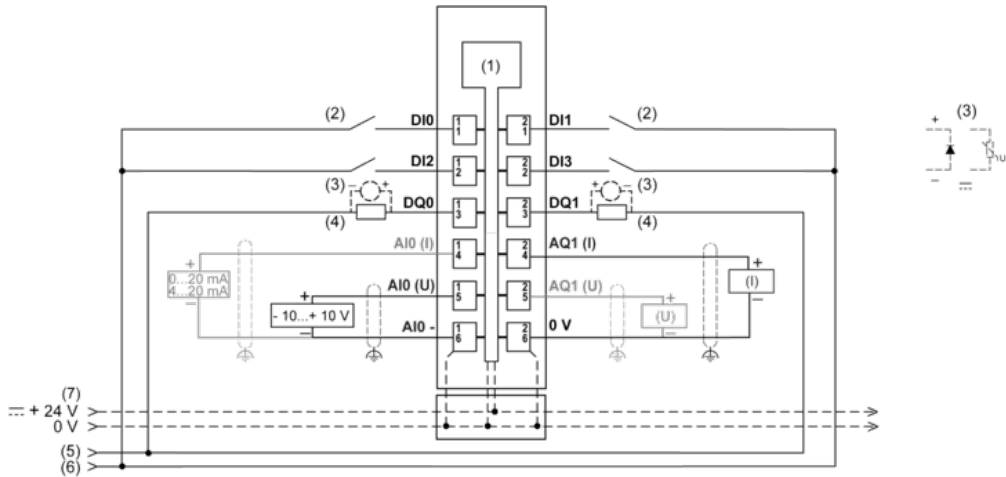 (1)
(2) DI0 1 1 2 1 DI1 (2)
+ (3)
DI2 1 2 2 2 DI3
− U
(3) − + + − (3)
(4) DQ0 1 3 2 3 DQ1 (4)
AI0 (I) 1 4 2 4 AQ1 (I)
+ +
0...20 mA
4...20 mA
(I)
− −
+ AI0 (U) 1 5 2 5 AQ1 (U) +
- 10...+ 10 V (U)
− AI0 - 1 6 2 6 0 V −
(7)
+ 24 V
0 V
(5)
(6)